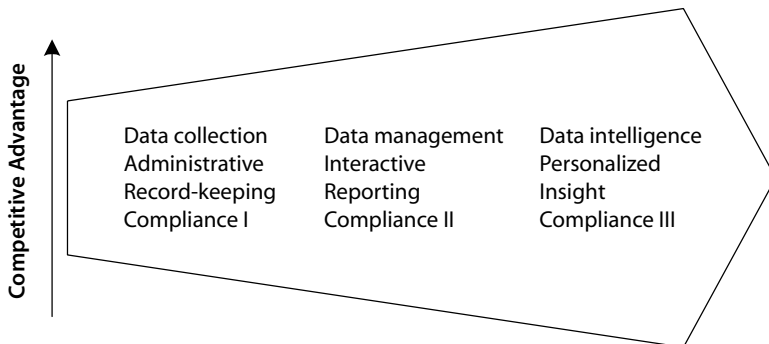 Competitive Advantage
Data collection
Administrative
Record-keeping
Compliance I
Data management
Interactive
Reporting
Compliance II
Data intelligence
Personalized
Insight
Compliance III